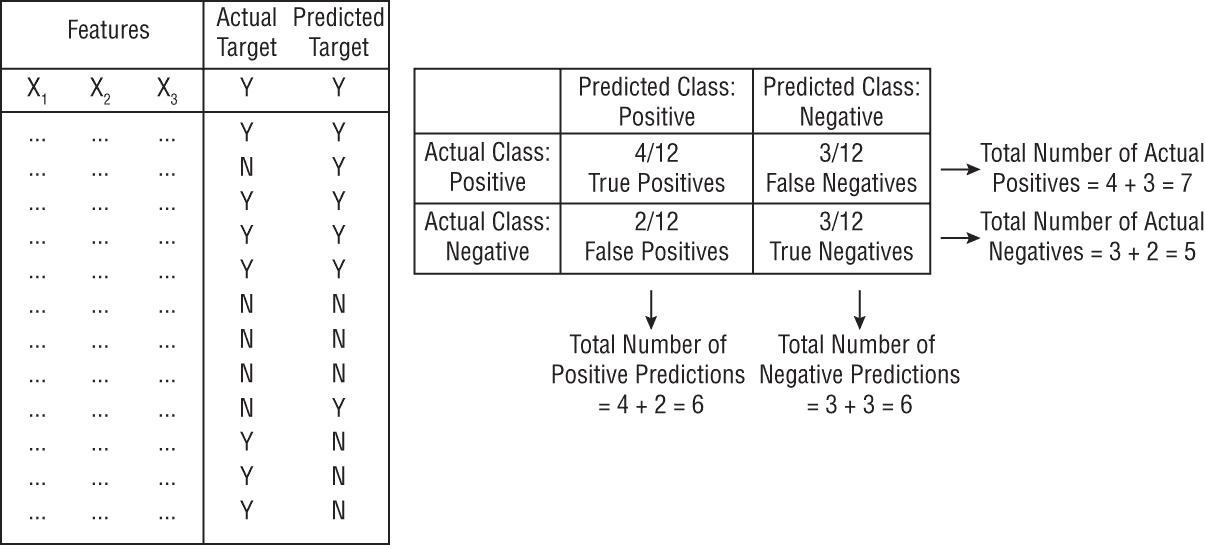 Features Actual Target Predicted Target
X1 X2 X3 Y Y
... ... ... Y Y
... ... ... N Y
... ... ... Y Y
... ... ... Y Y
... ... ... Y Y
... ... ... N N
... ... ... N N
... ... ... N N
... ... ... N Y
... ... ... Y N
... ... ... Y N
... ... ... Y N
Predicted Class:
Positive
Predicted Class:
Negative
Actual Class:
Positive
4/12
True Positives
3/12
False Negatives
Total Number of Actual
Positives = 4 + 3 = 7
Actual Class:
Negative
2/12
False Positives
3/12
True Negatives
Total Number of Actual
Negatives = 3 + 2 = 5
Total Number of
Positive Predictions
= 4 + 2 = 6
Total Number of
Negative Predictions
= 3 + 3 = 6